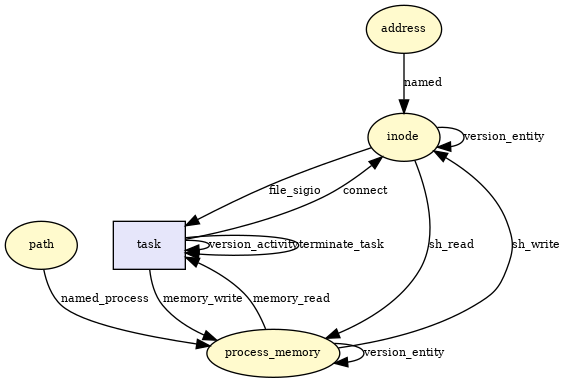 address
named
inode
version_entity
file_sigio
connect
path
task
version_activity
terminate_task
sh_read
sh_write
named_process
memory_write
memory_read
process_memory
version_entity